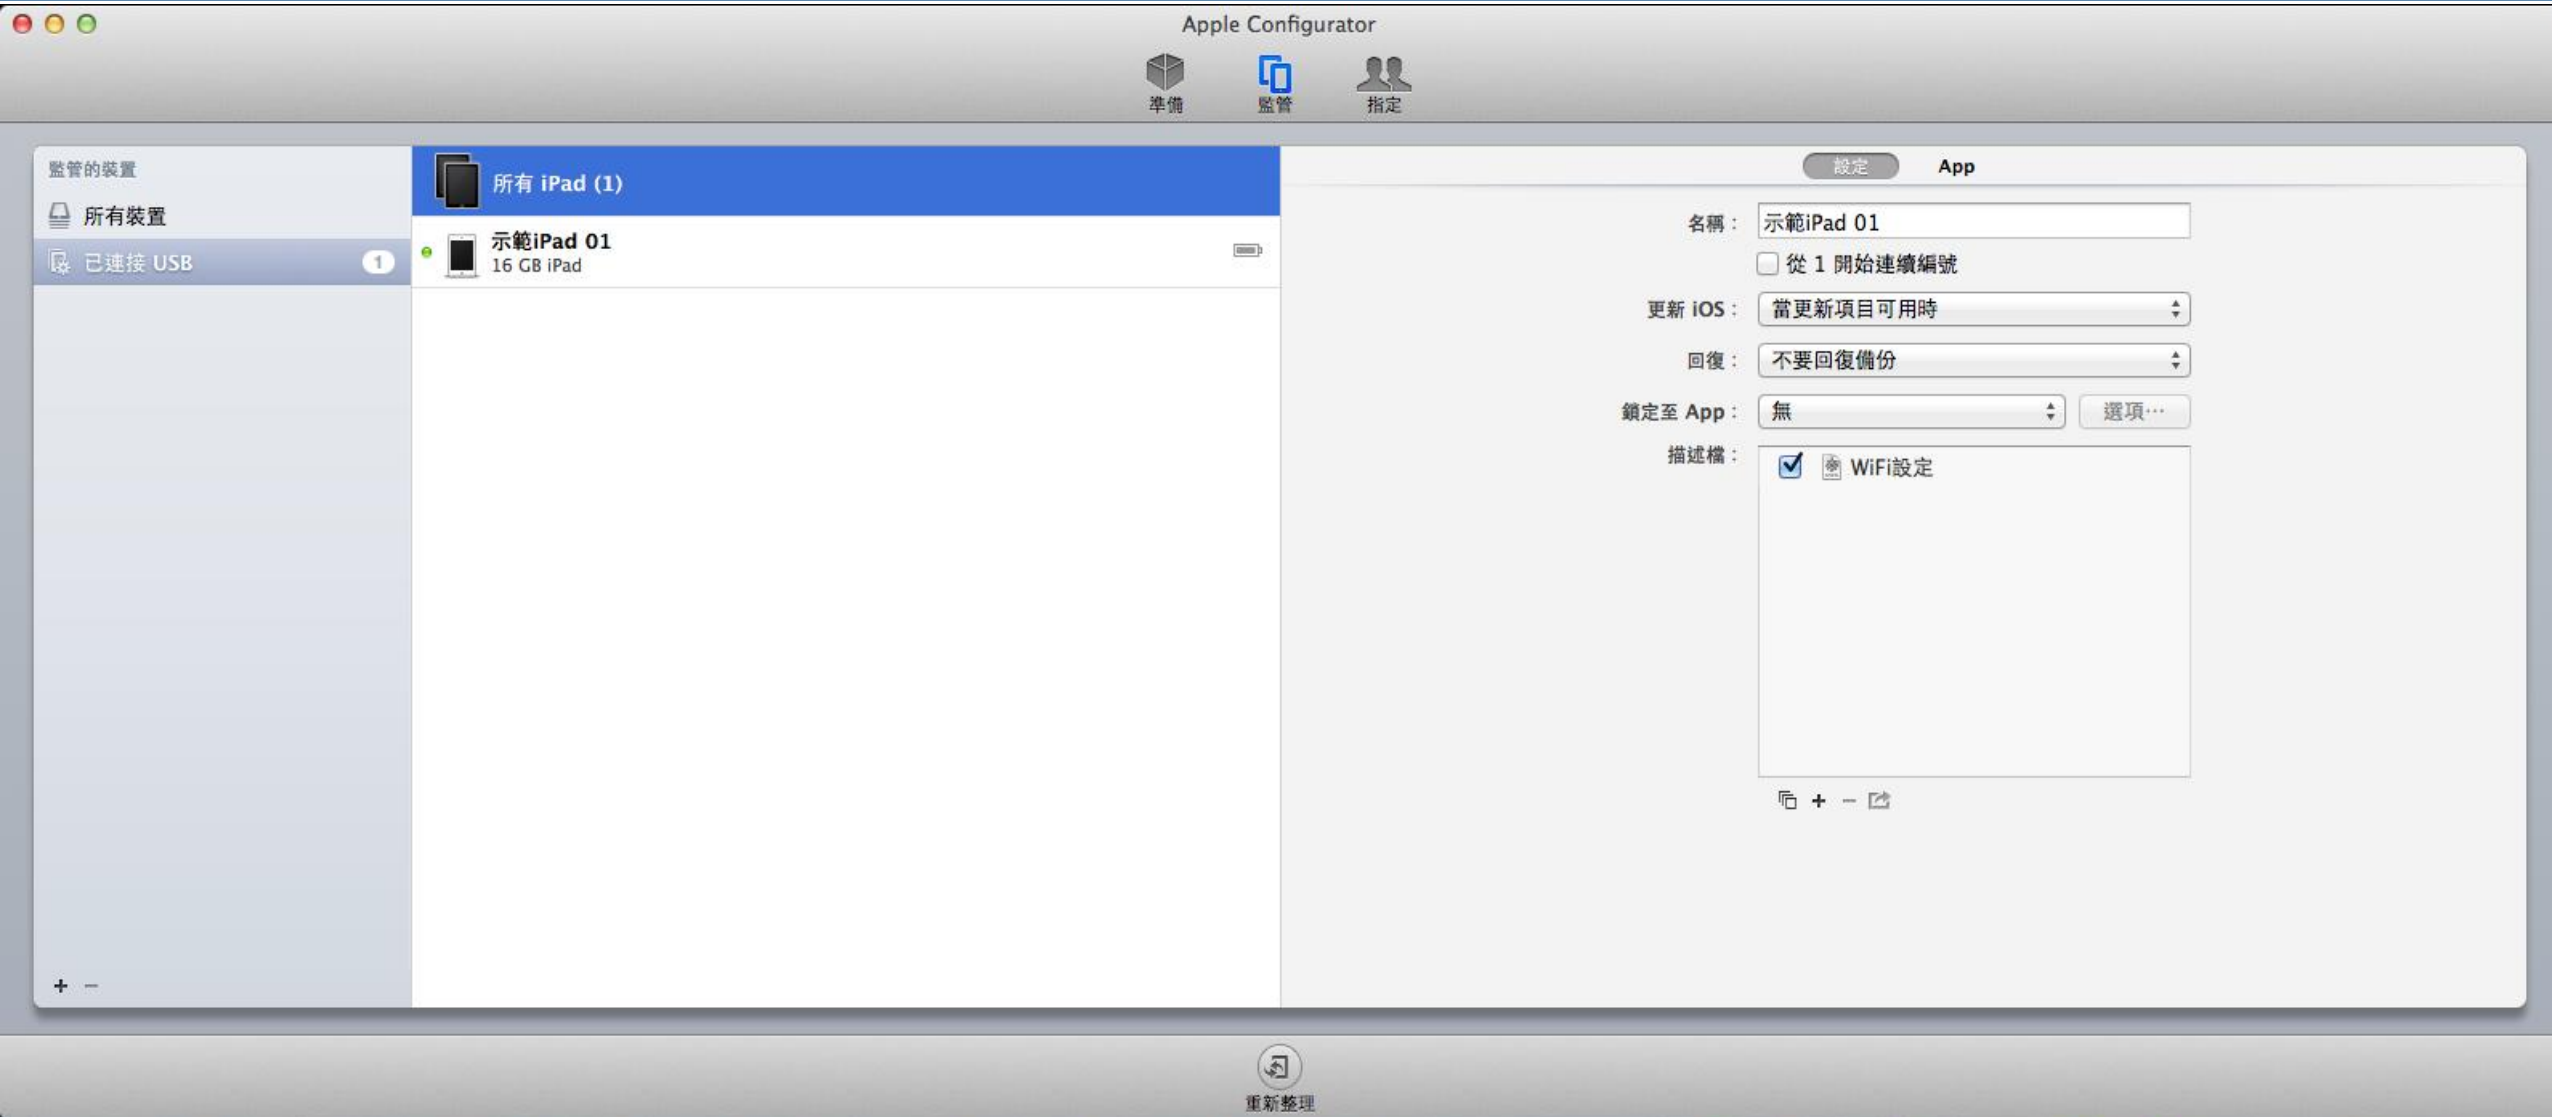 Apple Configurator
準備
監管
指定
監管的裝置
所有裝置
已連接 USB
1
所有 iPad (1)
示範iPad 01
16 GB iPad
設定
App
名稱：
示範iPad 01
從 1 開始連續編號
更新 iOS：
當更新項目可用時
回復：
不要回復備份
鎖定至 App：
無
選項…
描述檔：
WiFi設定
重新整理